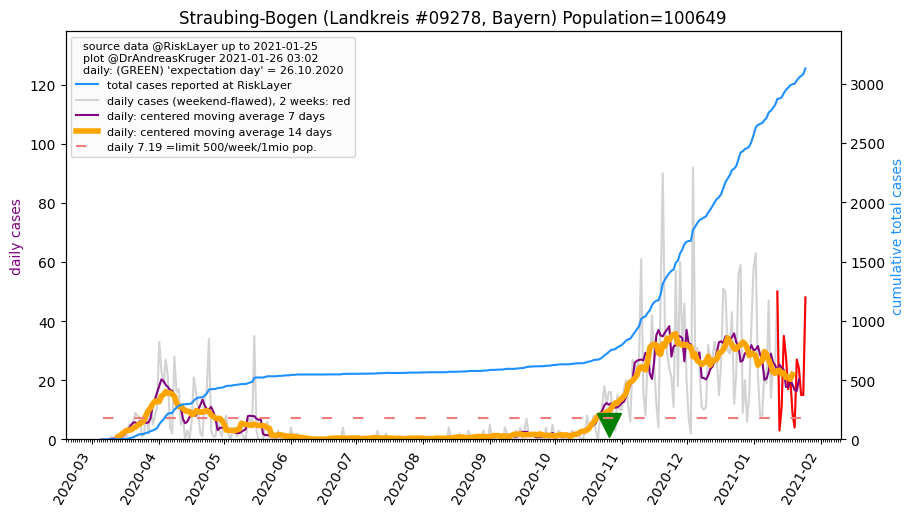 Straubing-Bogen (Landkreis #09278, Bayern) Population=100649
source data @RiskLayer up to 2021-01-25
plot @DrAndreasKruger 2021-01-26 03:02
daily: (GREEN) 'expectation day' = 26.10.2020
total cases reported at RiskLayer
daily cases (weekend-flawed), 2 weeks: red
daily: centered moving average 7 days
daily: centered moving average 14 days
daily 7.19 =limit 500/week/1mio pop.
daily cases
0
20
40
60
80
100
120
cumulative total cases
0
500
1000
1500
2000
2500
3000
2020-03
2020-04
2020-05
2020-06
2020-07
2020-08
2020-09
2020-10
2020-11
2020-12
2021-01
2021-02